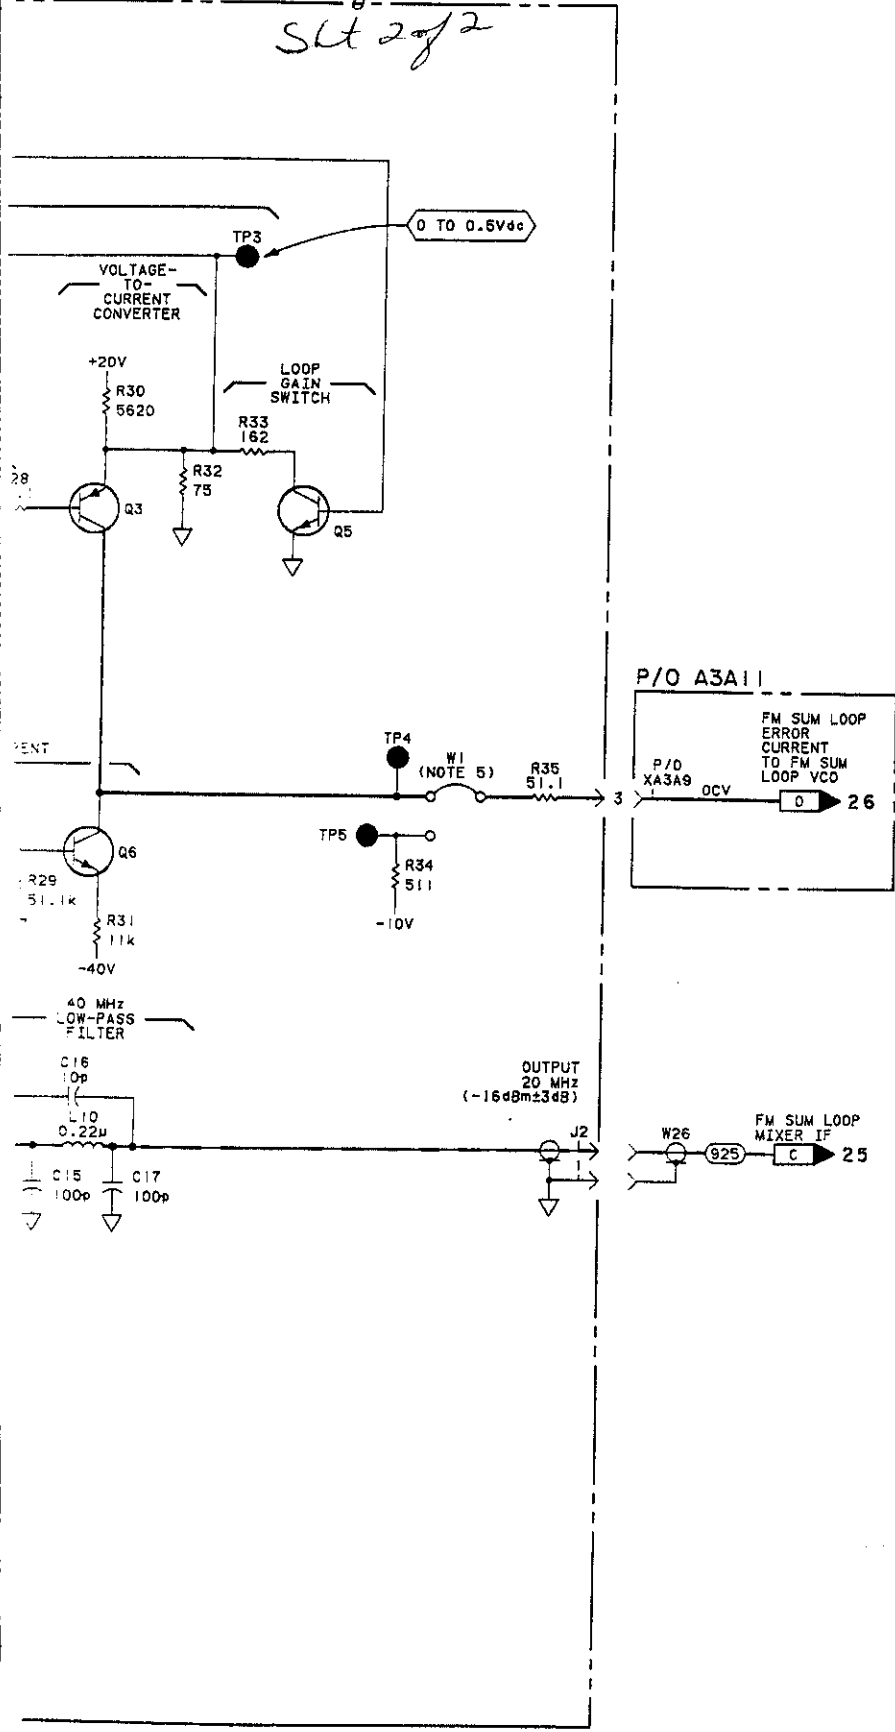 Sht 2 of 2
0 TO 0.5Vdc
TP3
VOLTAGE-
TO-
CURRENT
CONVERTER
+20V
R30
5620
LOOP
GAIN
SWITCH
R33
162
R32
75
28
Q3
Q5
P/O A3A11
FM SUM LOOP
ERROR
CURRENT
TO FM SUM
LOOP VCO
TP4
W1
(NOTE 5)
R35
51.1
3
P/O
XA3A9
0CV
D
26
TP5
R34
511
-10V
Q6
R29
51.1k
R31
11k
-40V
40 MHz
LOW-PASS
FILTER
C16
10p
L10
0.22µ
C15
100p
C17
100p
OUTPUT
20 MHz
(-16dBm±3dB)
J2
W26
925
FM SUM LOOP
MIXER IF
C
25